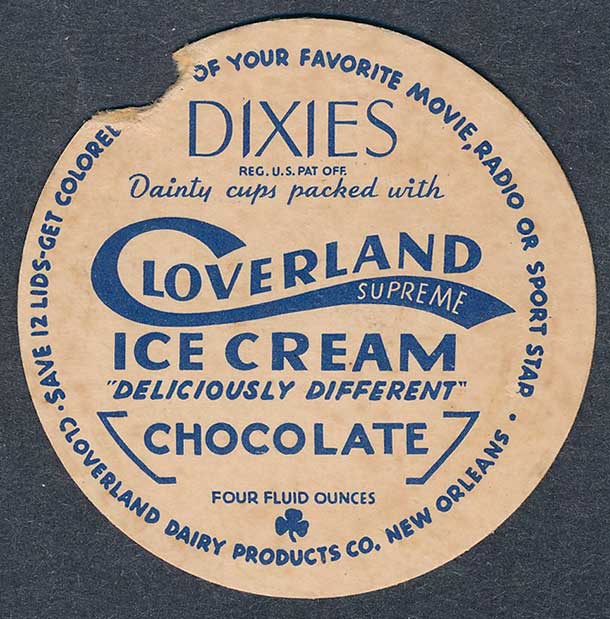 SAVE 12 LIDS-GET COLORED OF YOUR FAVORITE MOVIE, RADIO OR SPORT STAR •
DIXIES
REG. U.S. PAT OFF.
Dainty cups packed with
CLOVERLAND
SUPREME
ICE CREAM
"DELICIOUSLY DIFFERENT"
CHOCOLATE
FOUR FLUID OUNCES
• CLOVERLAND DAIRY PRODUCTS CO. NEW ORLEANS •